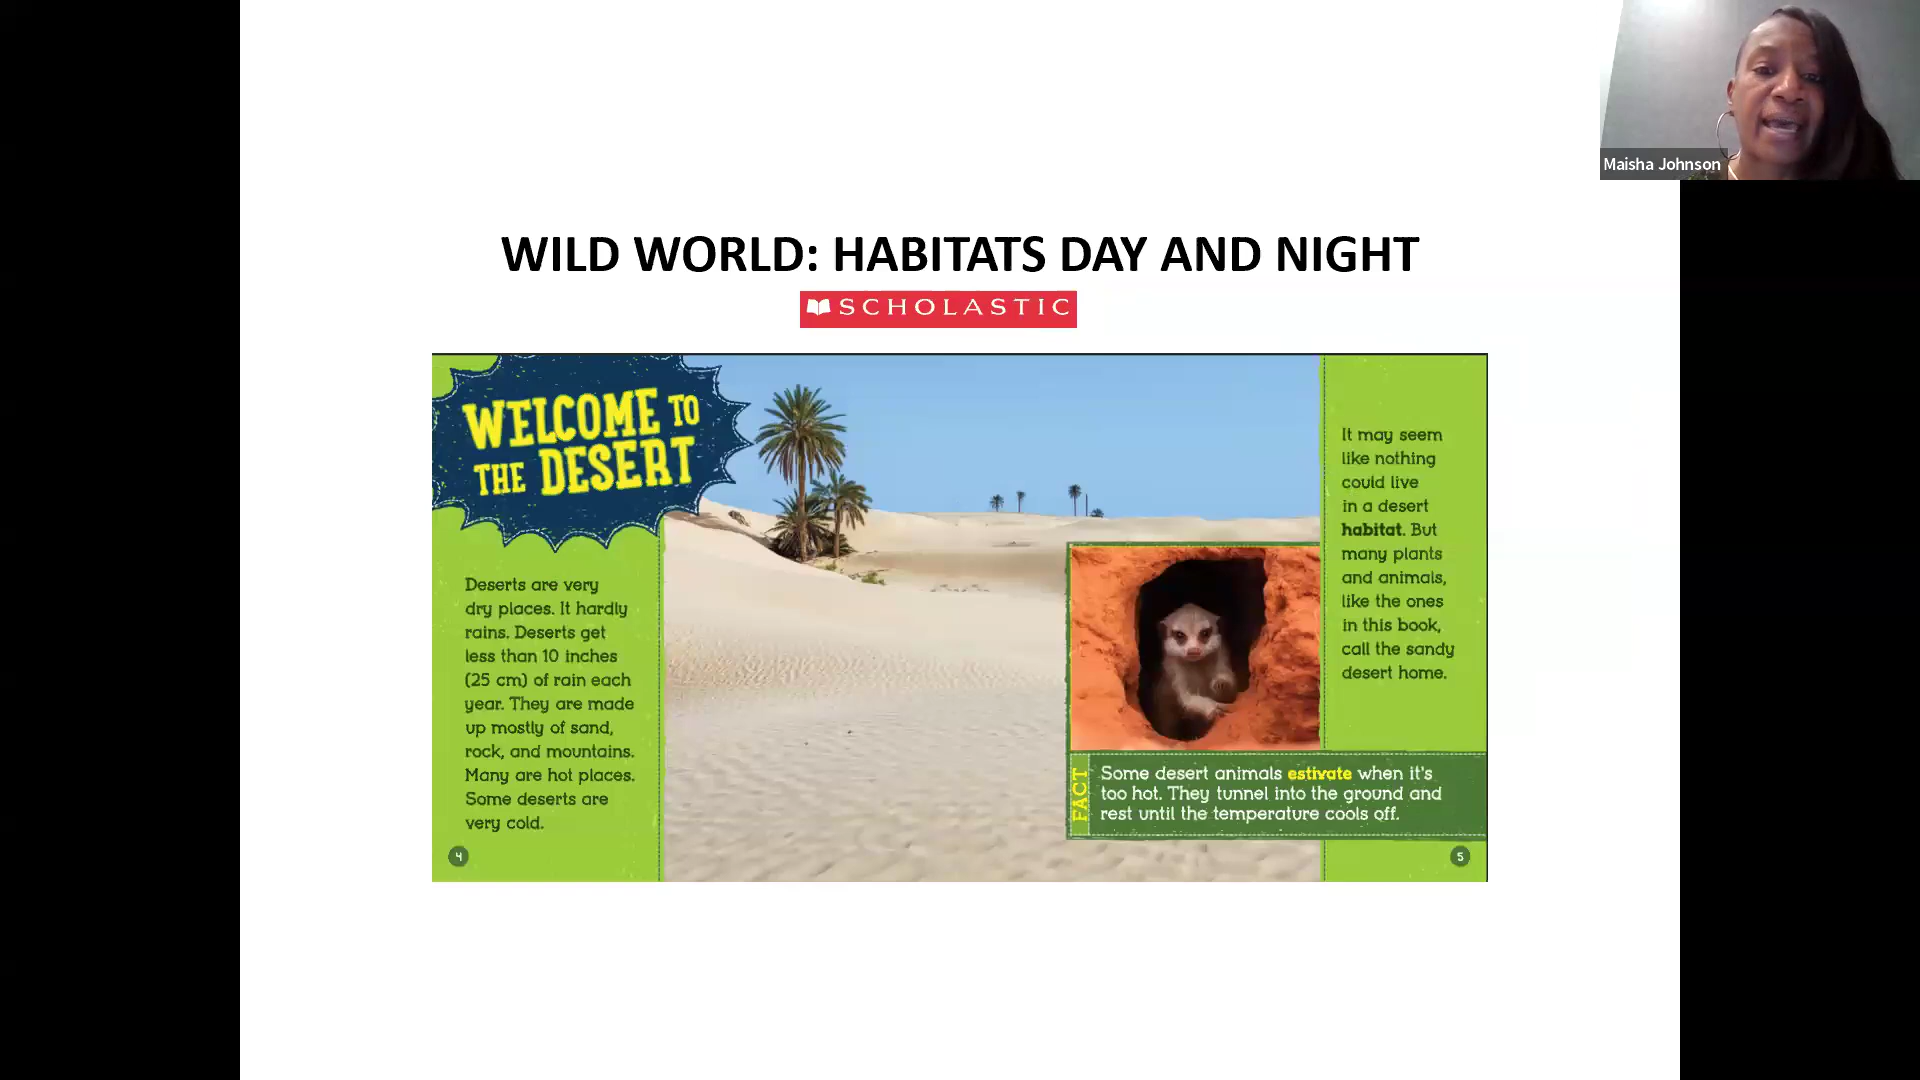 Maisha Johnson
WILD WORLD: HABITATS DAY AND NIGHT
SCHOLASTIC
WELCOME TO
THE DESERT
Deserts are very
dry places. It hardly
rains. Deserts get
less than 10 inches
(25 cm) of rain each
year. They are made
up mostly of sand,
rock, and mountains.
Many are hot places.
Some deserts are
very cold.
4
It may seem
like nothing
could live
in a desert
habitat. But
many plants
and animals,
like the ones
in this book,
call the sandy
desert home.
FACT
Some desert animals estivate when it's
too hot. They tunnel into the ground and
rest until the temperature cools off.
5